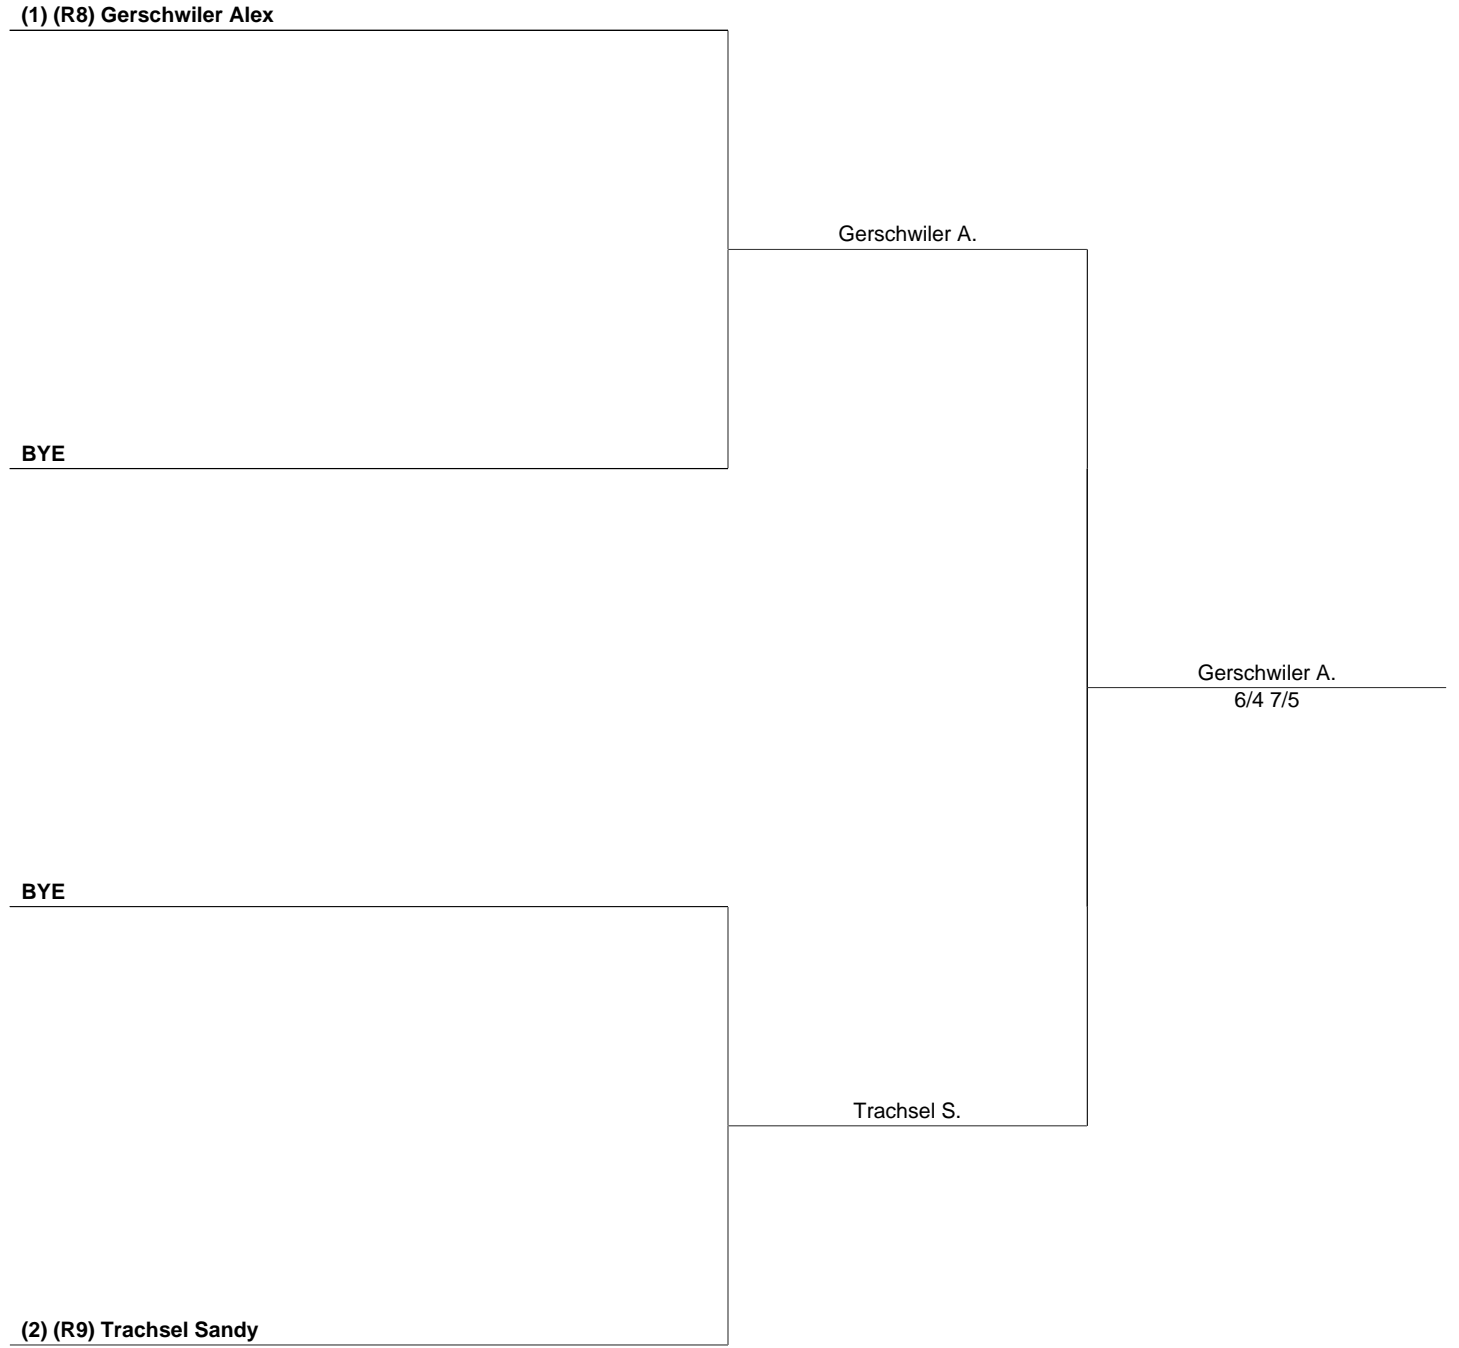 (1) (R8) Gerschwiler Alex
Gerschwiler A.
BYE
Gerschwiler A.
6/4 7/5
BYE
Trachsel S.
(2) (R9) Trachsel Sandy